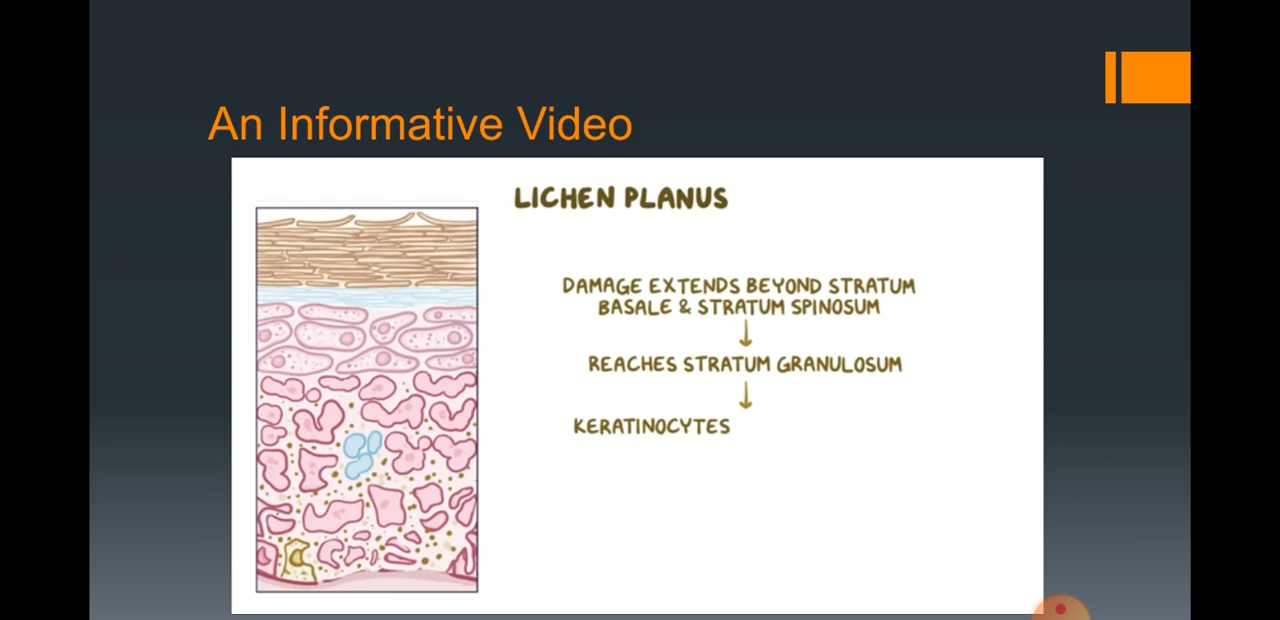 An Informative Video
LICHEN PLANUS
DAMAGE EXTENDS BEYOND STRATUM
BASALE & STRATUM SPINOSUM
REACHES STRATUM GRANULOSUM
KERATINOCYTES